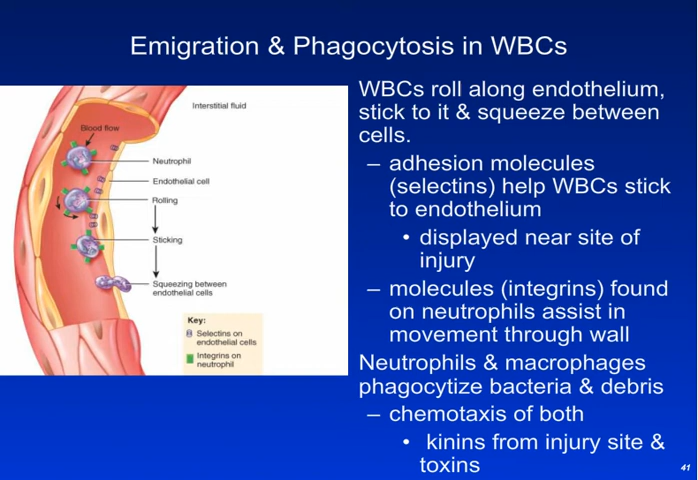 Emigration & Phagocytosis in WBCs
Interstitial fluid
Blood flow
Neutrophil
Endothelial cell
Rolling
Sticking
Squeezing between
endothelial cells
Key:
Selectins on
endothelial cells
Integrins on
neutrophil
WBCs roll along endothelium,
stick to it & squeeze between
cells.
– adhesion molecules
(selectins) help WBCs stick
to endothelium
• displayed near site of
injury
– molecules (integrins) found
on neutrophils assist in
movement through wall
Neutrophils & macrophages
phagocytize bacteria & debris
– chemotaxis of both
• kinins from injury site &
toxins
41